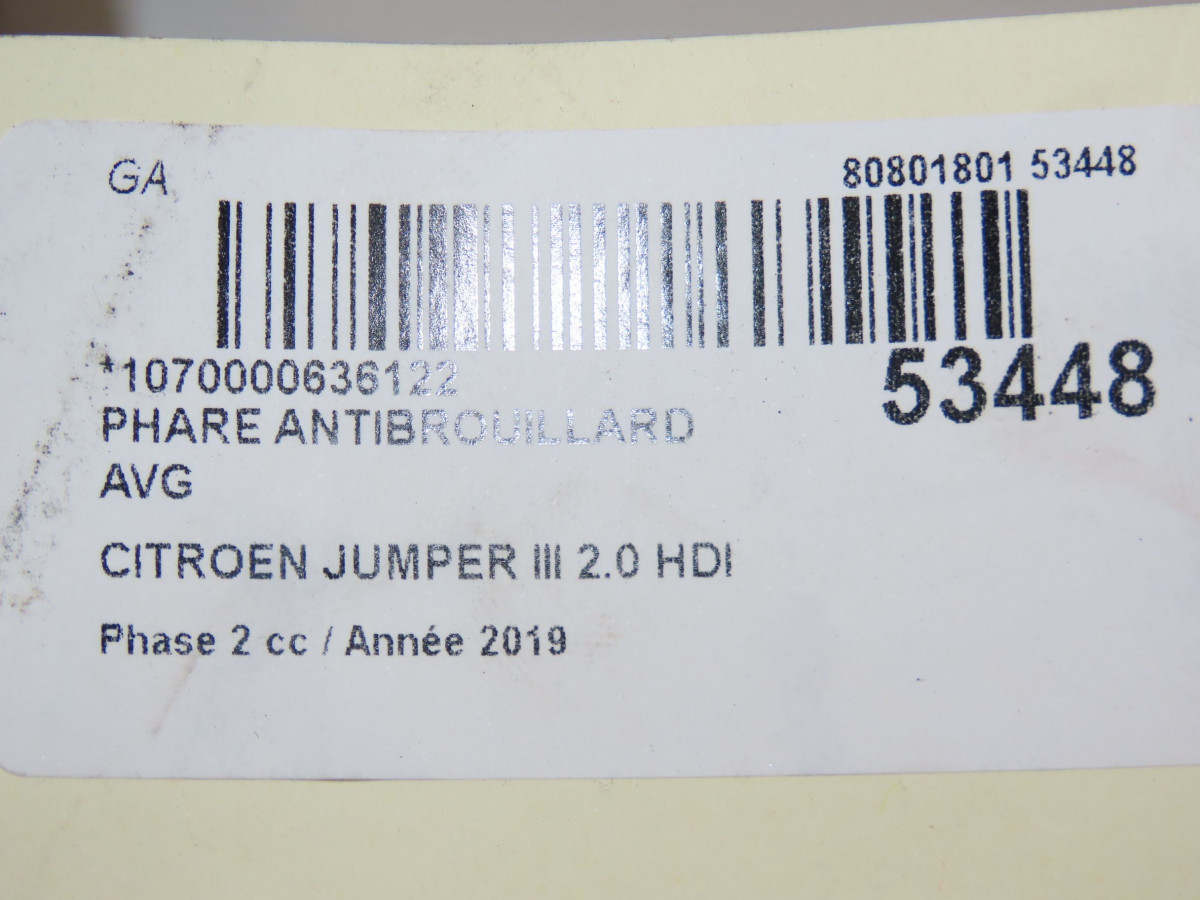 GA
80801801 53448
*1070000636122
53448
PHARE ANTIBROUILLARD
AVG
CITROEN JUMPER III 2.0 HDI
Phase 2 cc / Année 2019